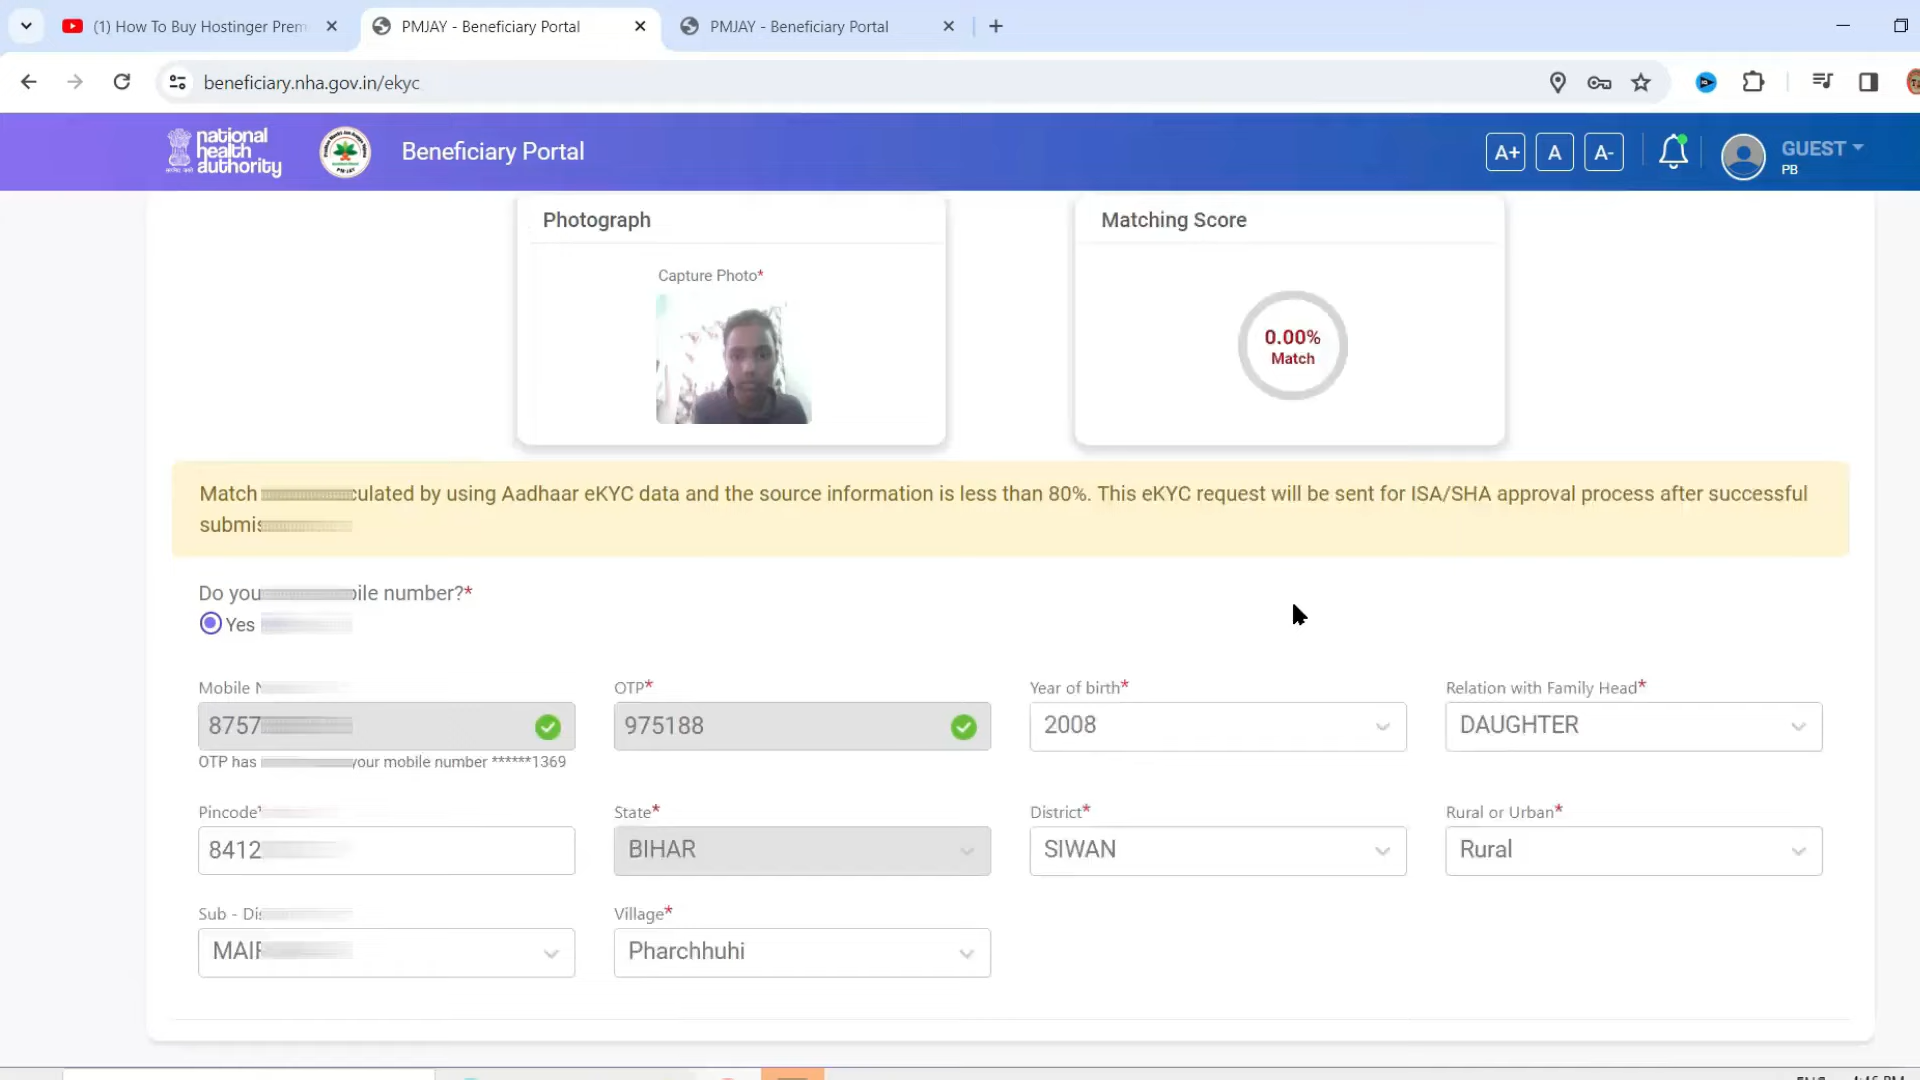 (1) How To Buy Hostinger Prem
PMJAY - Beneficiary Portal
PMJAY - Beneficiary Portal
beneficiary.nha.gov.in/ekyc
national
health
authority
Beneficiary Portal
A+
A
A-
GUEST
PB
Photograph
Capture Photo*
Matching Score
0.00%
Match
Match culated by using Aadhaar eKYC data and the source information is less than 80%. This eKYC request will be sent for ISA/SHA approval process after successful
submis
Do you bile number?*
Yes
Mobile N
OTP*
Year of birth*
Relation with Family Head*
8757
975188
2008
DAUGHTER
OTP has your mobile number ******1369
Pincode*
State*
District*
Rural or Urban*
8412
BIHAR
SIWAN
Rural
Sub - Dis
Village*
MAIR
Pharchhuhi